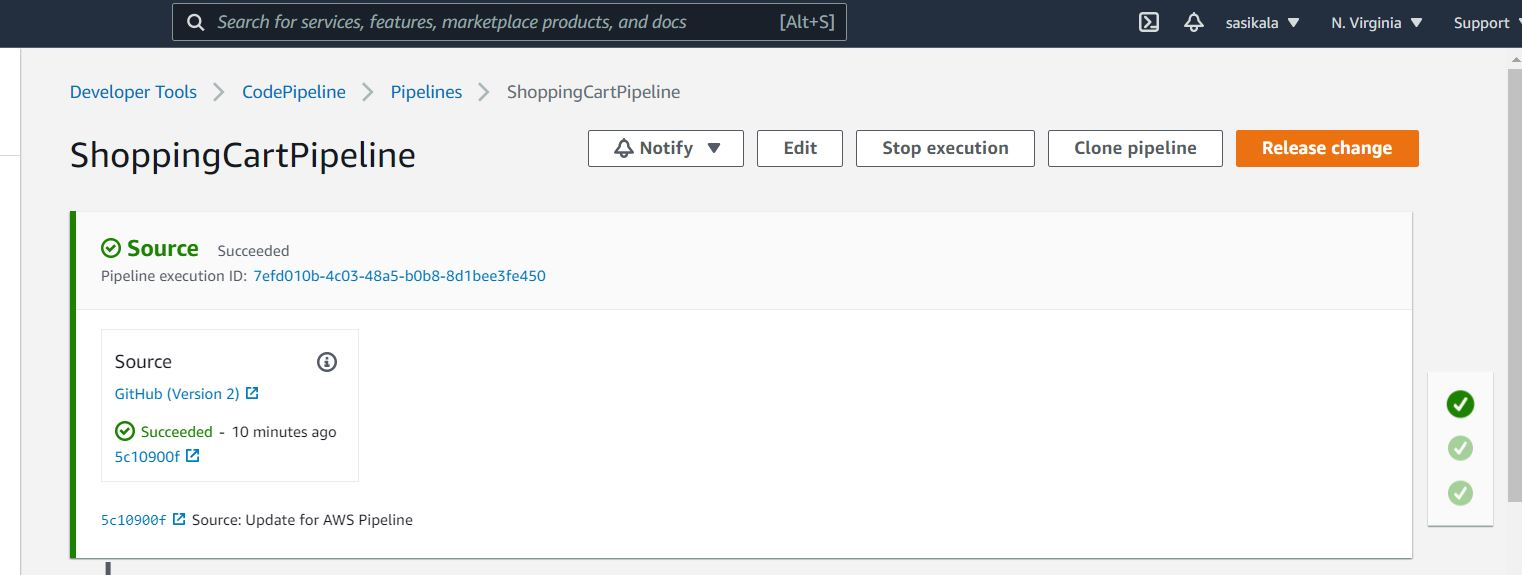 Search for services, features, marketplace products, and docs [Alt+S] sasikala N. Virginia Support
Developer Tools CodePipeline Pipelines ShoppingCartPipeline
ShoppingCartPipeline Notify Edit Stop execution Clone pipeline Release change
Source Succeeded
Pipeline execution ID: 7efd010b-4c03-48a5-b0b8-8d1bee3fe450
Source
GitHub (Version 2)
Succeeded - 10 minutes ago
5c10900f
5c10900f Source: Update for AWS Pipeline